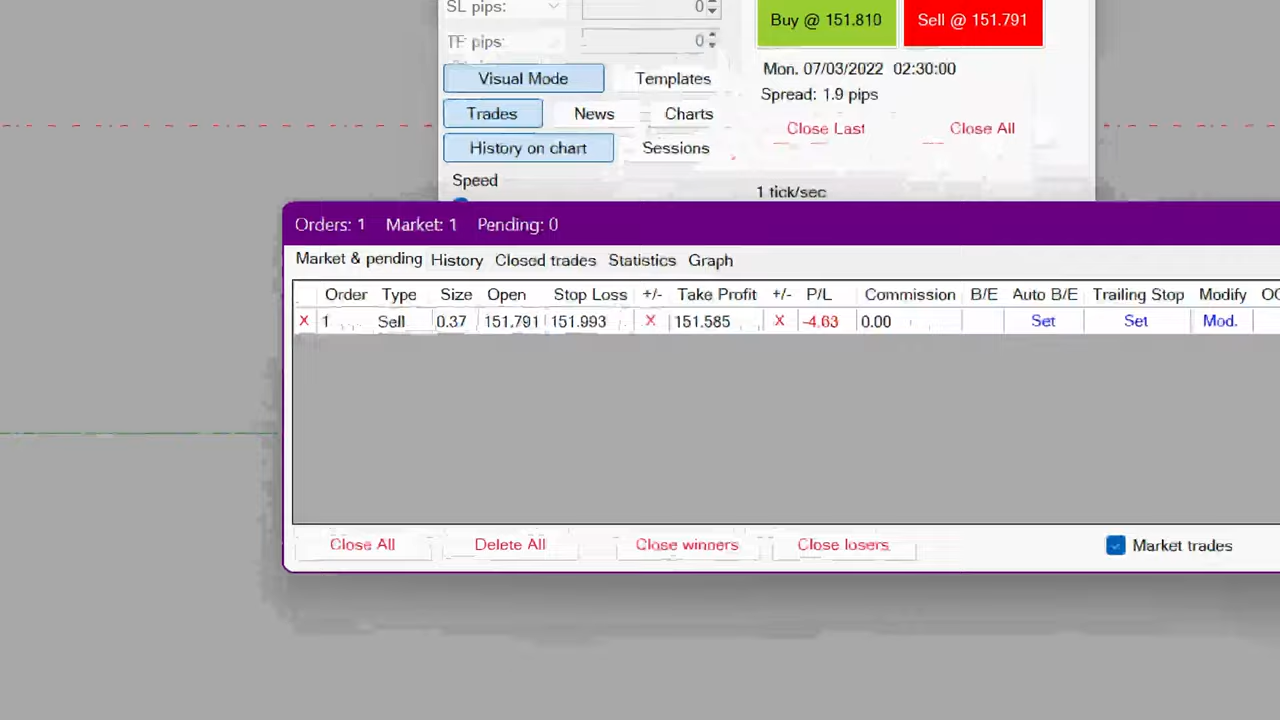 SL pips: 0
Buy @ 151.810 Sell @ 151.791
TF pips: 0
Visual Mode Templates
Mon. 07/03/2022 02:30:00
Spread: 1.9 pips
Trades News Charts
Close Last Close All
History on chart Sessions
Speed
1 tick/sec
Orders: 1 Market: 1 Pending: 0
Market & pending History Closed trades Statistics Graph
Order Type Size Open Stop Loss +/- Take Profit +/- P/L Commission B/E Auto B/E Trailing Stop Modify OC
X 1 Sell 0.37 151.791 151.993 X 151.585 X -4.63 0.00 Set Set Mod.
Close All Delete All Close winners Close losers Market trades